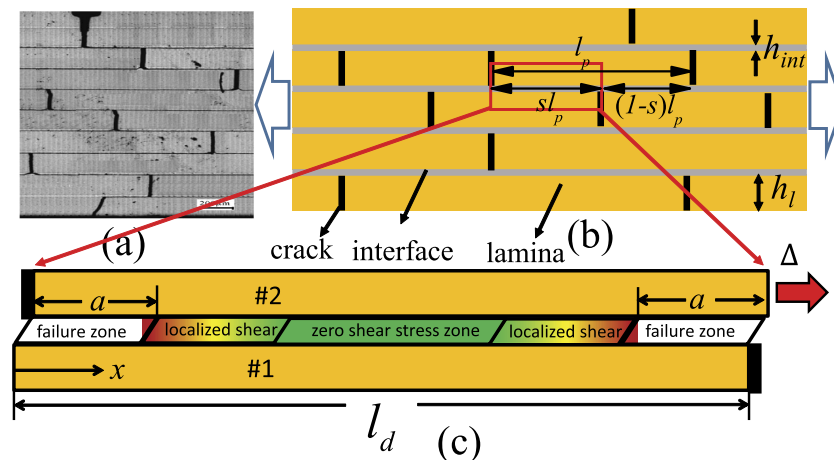 l_p
h_int
sl_p
(1-s)l_p
h_l
(a)
(b)
crack
interface
lamina
Δ
a
#2
a
failure zone
localized shear
zero shear stress zone
localized shear
failure zone
x
#1
l_d
(c)